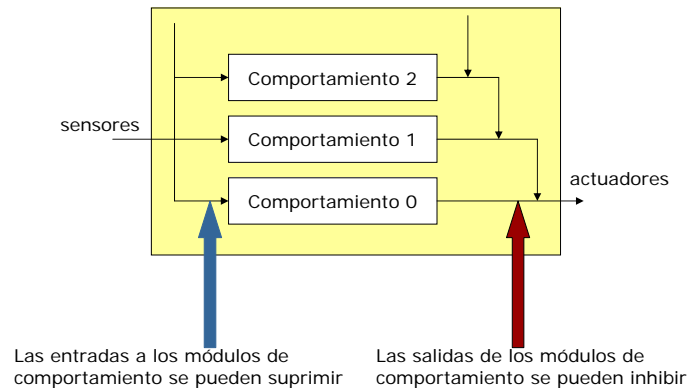 Comportamiento 2
sensores
Comportamiento 1
actuadores
Comportamiento 0
Las entradas a los módulos de
comportamiento se pueden suprimir
Las salidas de los módulos de
comportamiento se pueden inhibir